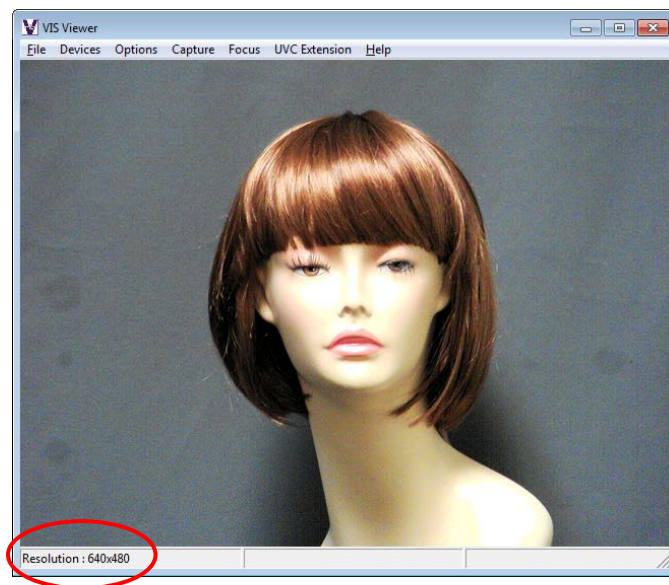 VIS Viewer
File Devices Options Capture Focus UVC Extension Help
Resolution : 640x480